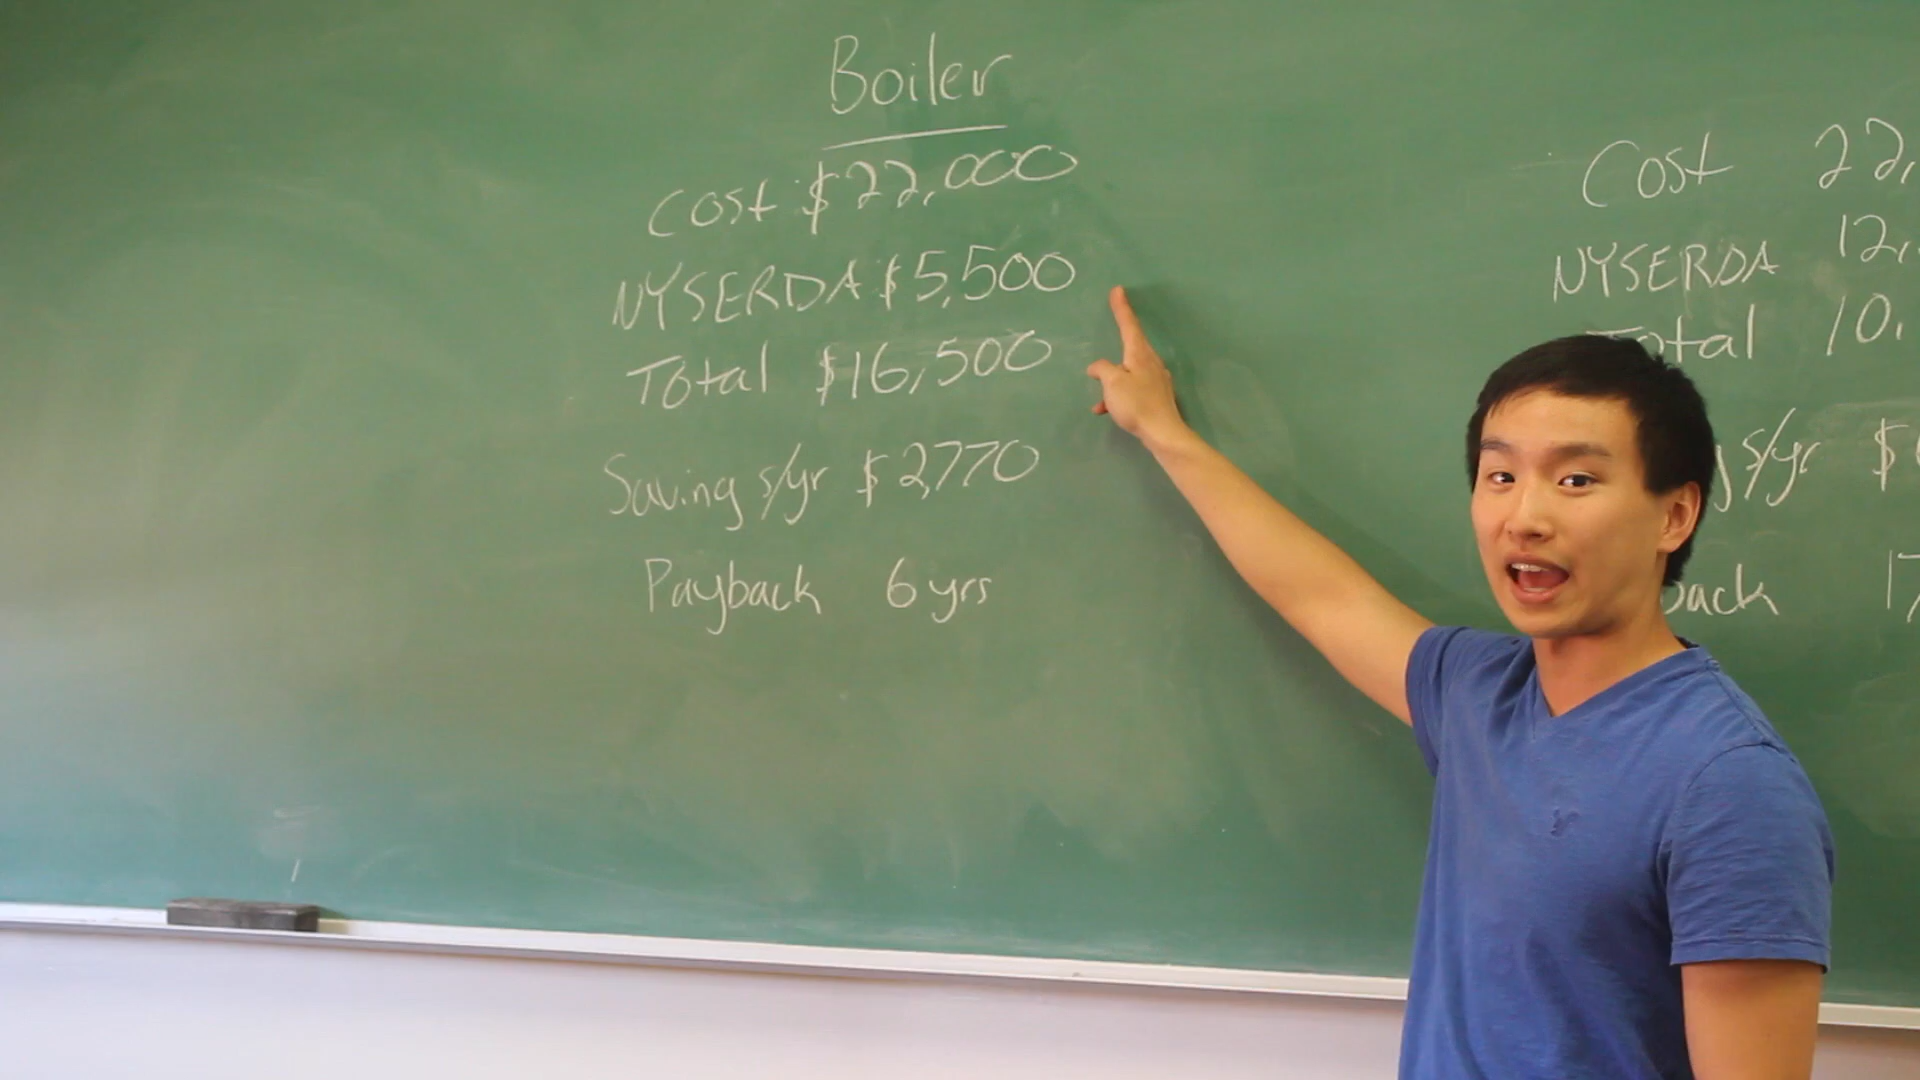 Boiler
Cost $22,000
NYSERDA $5,500
Total $16,500
Savings/yr $2,770
Payback 6 yrs
Cost 22,
NYSERDA 12,
Total 10,
s/yr $
back 17